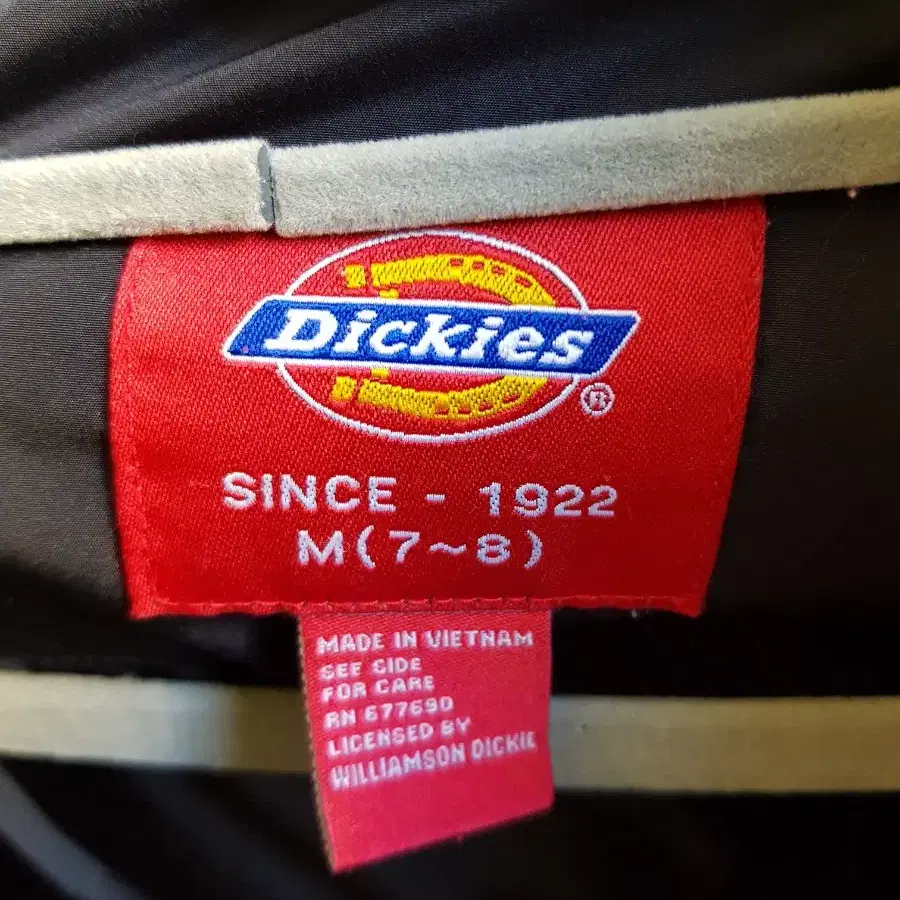 Dickies®
SINCE - 1922
M(7~8)
MADE IN VIETNAM
SEE SIDE
FOR CARE
RN 677690
LICENSED BY
WILLIAMSON DICKIE